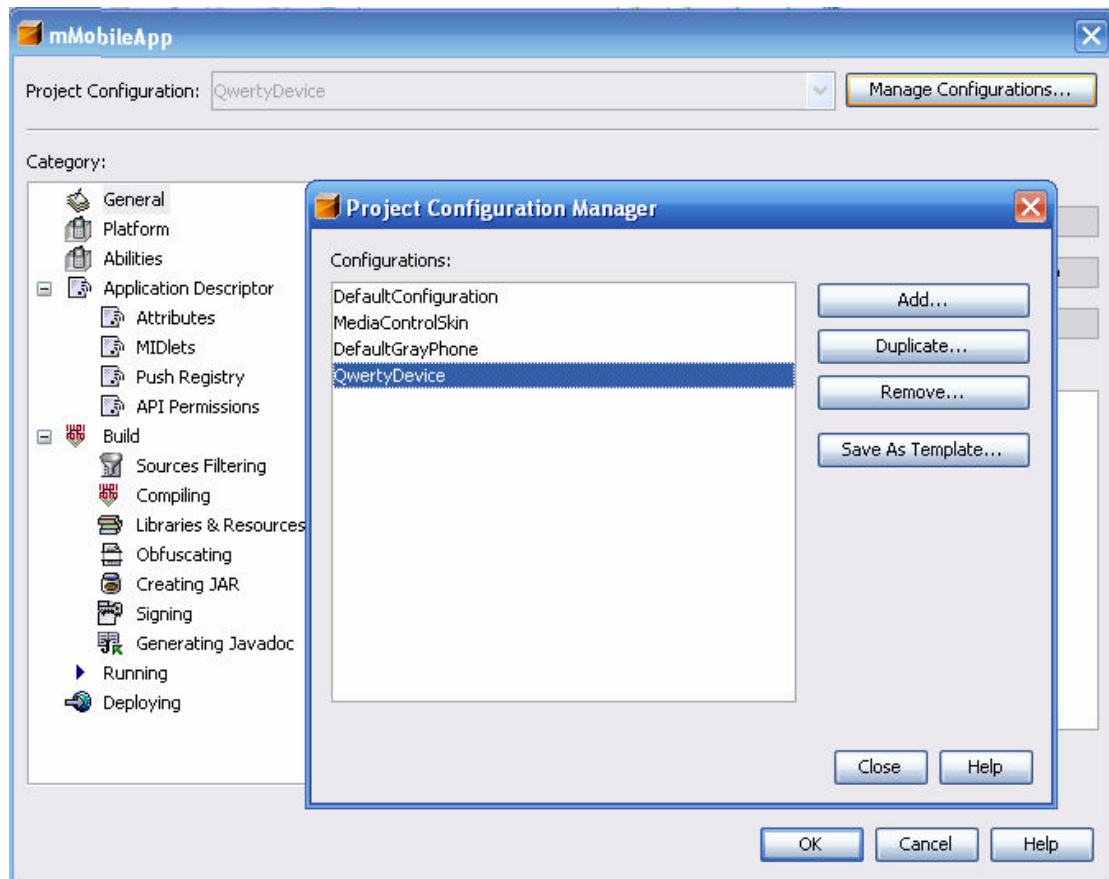 mMobileApp
Project Configuration: QwertyDevice Manage Configurations...
Category:
General
Platform
Abilities
Application Descriptor
Attributes
MIDlets
Push Registry
API Permissions
Build
Sources Filtering
Compiling
Libraries & Resources
Obfuscating
Creating JAR
Signing
Generating Javadoc
Running
Deploying
Project Configuration Manager
Configurations:
DefaultConfiguration
MediaControlSkin
DefaultGrayPhone
QwertyDevice
Add...
Duplicate...
Remove...
Save As Template...
Close Help
OK Cancel Help